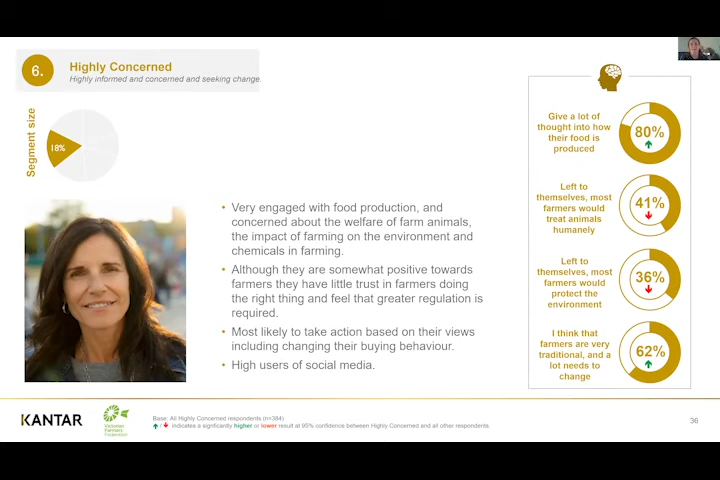 6.
Highly Concerned
Highly informed and concerned and seeking change
Segment size
18%
• Very engaged with food production, and
concerned about the welfare of farm animals,
the impact of farming on the environment and
chemicals in farming.
• Although they are somewhat positive towards
farmers they have little trust in farmers doing
the right thing and feel that greater regulation is
required.
• Most likely to take action based on their views
including changing their buying behaviour.
• High users of social media.
Give a lot of
thought into how
their food is
produced
80%
Left to
themselves, most
farmers would
treat animals
humanely
41%
Left to
themselves, most
farmers would
protect the
environment
36%
I think that
farmers are very
traditional, and a
lot needs to
change
62%
KANTAR
Victorian
Farmers
Federation
Base: All Highly Concerned respondents (n=384)
/ indicates a significantly higher or lower result at 95% confidence between Highly Concerned and all other respondents.
36